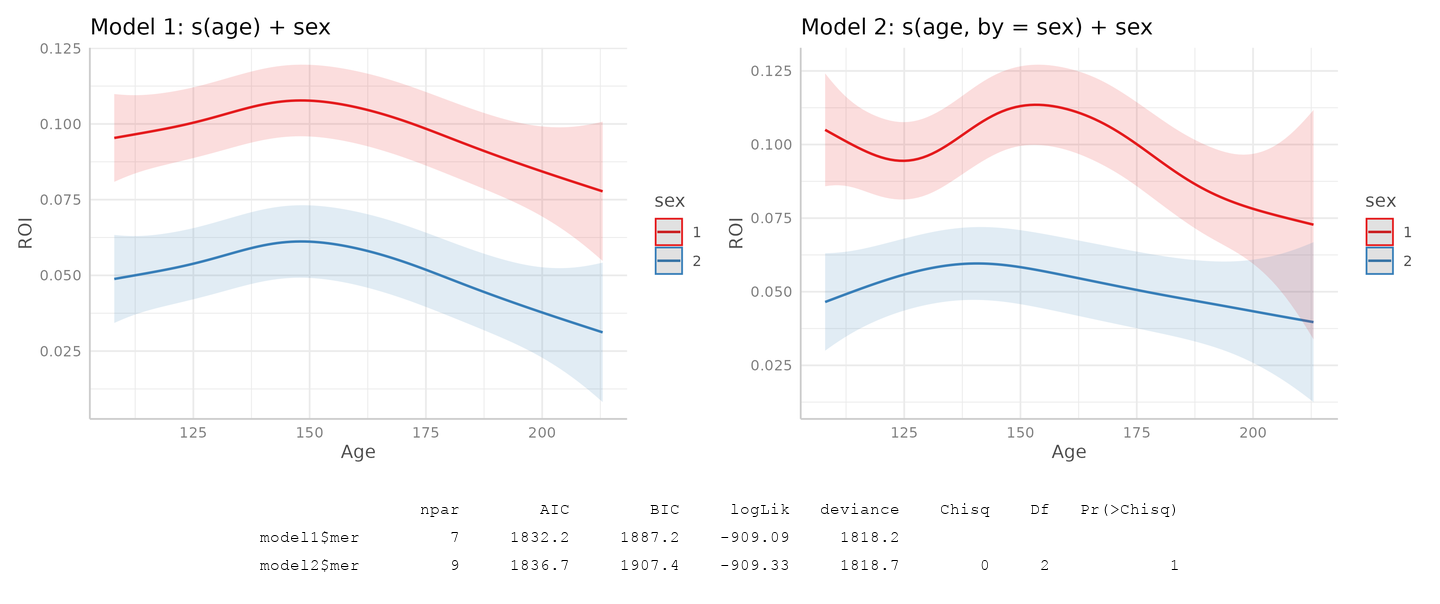 Model 1: s(age) + sex
0.125
0.100
0.075
0.050
0.025
ROI
125 150 175 200
Age
sex
1
2
Model 2: s(age, by = sex) + sex
0.125
0.100
0.075
0.050
0.025
ROI
125 150 175 200
Age
sex
1
2
npar AIC BIC logLik deviance Chisq Df Pr(>Chisq)
model1$mer 7 1832.2 1887.2 -909.09 1818.2
model2$mer 9 1836.7 1907.4 -909.33 1818.7 0 2 1